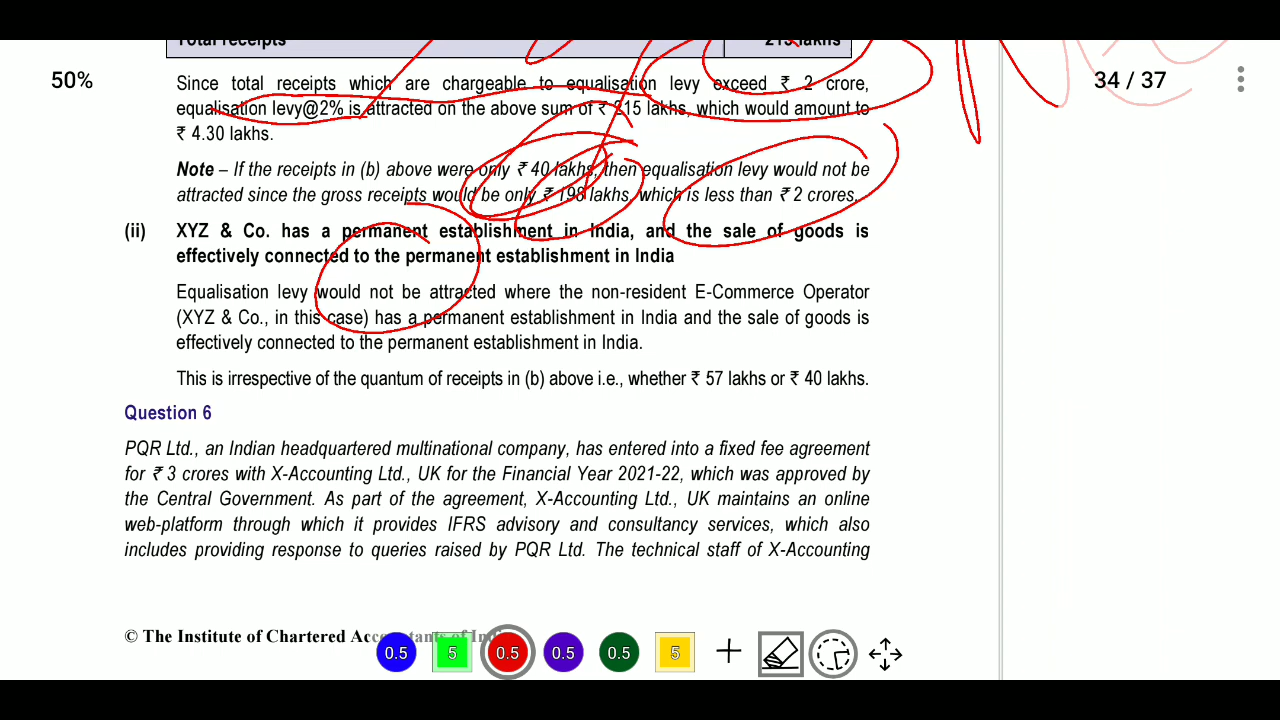 Total receipts 215 lakhs
50%
34 / 37
Since total receipts which are chargeable to equalisation levy exceed ₹ 2 crore,
equalisation levy@2% is attracted on the above sum of ₹ 215 lakhs, which would amount to
₹ 4.30 lakhs.
Note – If the receipts in (b) above were only ₹ 40 lakhs, then equalisation levy would not be
attracted since the gross receipts would be only ₹ 198 lakhs, which is less than ₹ 2 crores.
(ii) XYZ & Co. has a permanent establishment in India, and the sale of goods is
effectively connected to the permanent establishment in India
Equalisation levy would not be attracted where the non-resident E-Commerce Operator
(XYZ & Co., in this case) has a permanent establishment in India and the sale of goods is
effectively connected to the permanent establishment in India.
This is irrespective of the quantum of receipts in (b) above i.e., whether ₹ 57 lakhs or ₹ 40 lakhs.
Question 6
PQR Ltd., an Indian headquartered multinational company, has entered into a fixed fee agreement
for ₹ 3 crores with X-Accounting Ltd., UK for the Financial Year 2021-22, which was approved by
the Central Government. As part of the agreement, X-Accounting Ltd., UK maintains an online
web-platform through which it provides IFRS advisory and consultancy services, which also
includes providing response to queries raised by PQR Ltd. The technical staff of X-Accounting
© The Institute of Chartered Accountants of Ind
0.5 5 0.5 0.5 0.5 5